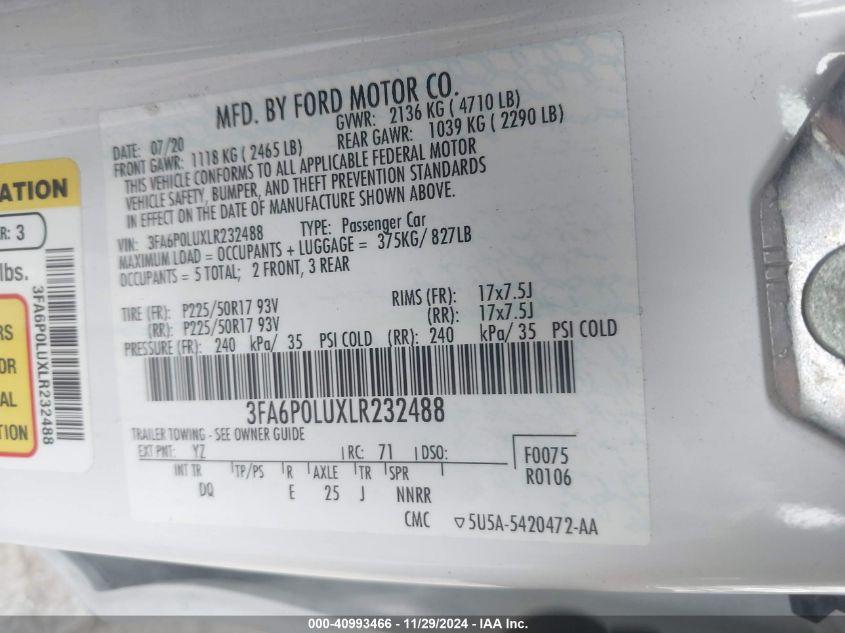 MFD. BY FORD MOTOR CO.
DATE: 07/20 GVWR: 2136 KG ( 4710 LB)
FRONT GAWR: 1118 KG ( 2465 LB) REAR GAWR: 1039 KG ( 2290 LB)
THIS VEHICLE CONFORMS TO ALL APPLICABLE FEDERAL MOTOR
VEHICLE SAFETY, BUMPER, AND THEFT PREVENTION STANDARDS
IN EFFECT ON THE DATE OF MANUFACTURE SHOWN ABOVE.
VIN: 3FA6P0LUXLR232488 TYPE: Passenger Car
MAXIMUM LOAD = OCCUPANTS + LUGGAGE = 375KG/ 827LB
OCCUPANTS = 5 TOTAL; 2 FRONT, 3 REAR
TIRE (FR): P225/50R17 93V RIMS (FR): 17x7.5J
(RR): P225/50R17 93V (RR): 17x7.5J
PRESSURE (FR): 240 kPa/ 35 PSI COLD (RR): 240 kPa/ 35 PSI COLD
3FA6P0LUXLR232488
TRAILER TOWING - SEE OWNER GUIDE
EXT PNT: YZ RC: 71 DSO:
F0075
R0106
INT TR TP/PS R AXLE TR SPR
DQ E 25 J NNRR
CMC ▽5U5A-5420472-AA
ATION
R: 3
lbs.
RS
OR
AL
TION
3FA6P0LUXLR232488
000-40993466 - 11/29/2024 - IAA Inc.